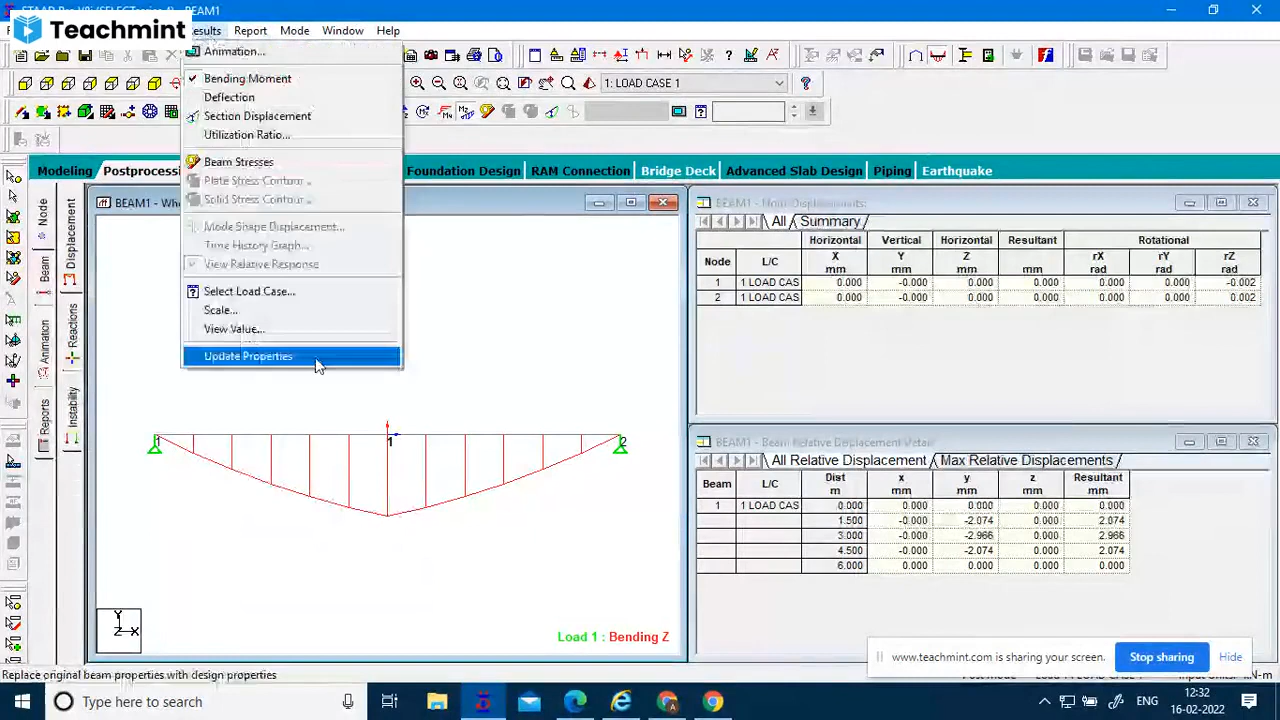 BEAM1
Teachmint
Results Report Mode Window Help
Animation...
Bending Moment
Deflection
Section Displacement
Utilization Ratio...
Beam Stresses
Plate Stress Contour...
Solid Stress Contour...
Mode Shape Displacement...
Time History Graph...
View Relative Response
Select Load Case...
Scale...
View Value...
Update Properties
1: LOAD CASE 1
Modeling Postprocessi Foundation Design RAM Connection Bridge Deck Advanced Slab Design Piping Earthquake
Node Beam Animation Reports
Displacement Reactions Instability
BEAM1 - Wh
1 1 2
Y
Z X
Load 1 : Bending Z
BEAM1 - Node Displacements:
All Summary
Horizontal Vertical Horizontal Resultant Rotational
Node L/C X mm Y mm Z mm mm rX rad rY rad rZ rad
1 1 LOAD CAS 0.000 -0.000 0.000 0.000 0.000 0.000 -0.002
2 1 LOAD CAS 0.000 -0.000 0.000 0.000 0.000 0.000 0.002
BEAM1 - Beam Relative Displacement Detail:
All Relative Displacement Max Relative Displacements
Beam L/C Dist m x mm y mm z mm Resultant mm
1 1 LOAD CAS 0.000 0.000 0.000 0.000 0.000
1.500 -0.000 -2.074 0.000 2.074
3.000 -0.000 -2.966 0.000 2.966
4.500 -0.000 -2.074 0.000 2.074
6.000 0.000 0.000 0.000 0.000
www.teachmint.com is sharing your screen. Stop sharing Hide
Replace original beam properties with design properties
Type here to search
ENG
12:32
16-02-2022